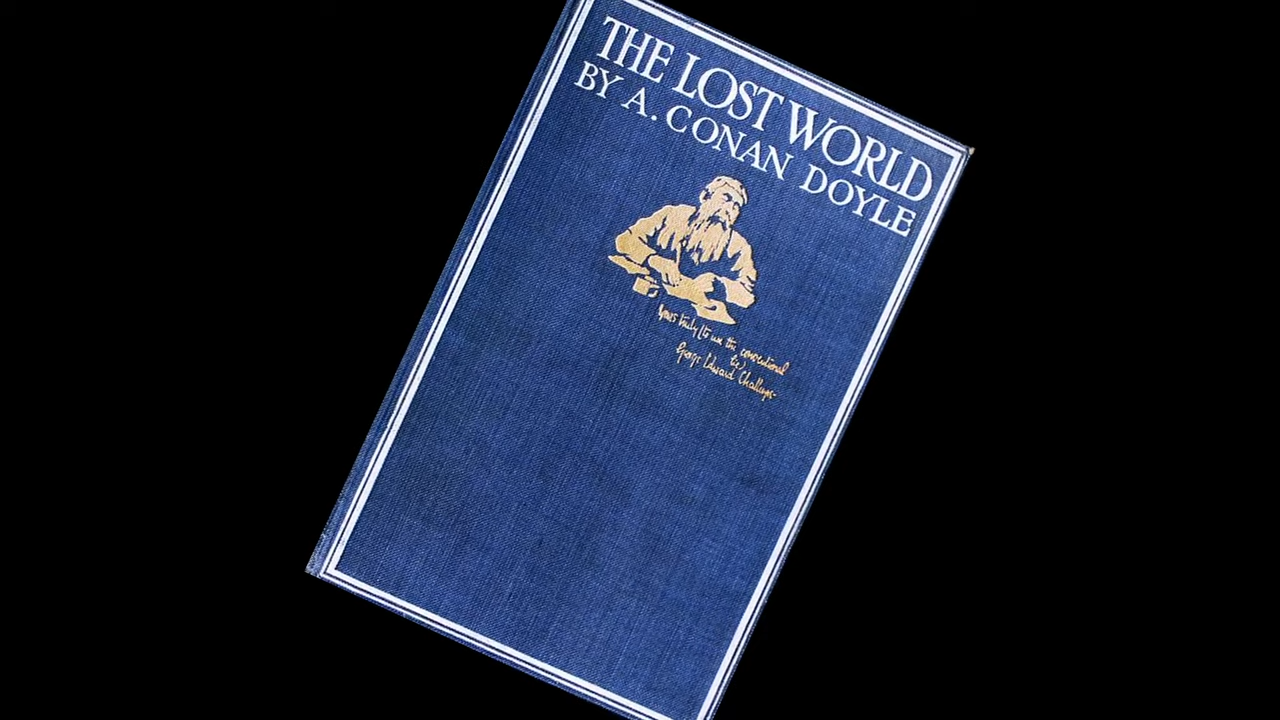 THE LOST WORLD
BY A. CONAN DOYLE
Yours truly (to use the conventional
lie)
George Edward Challenger